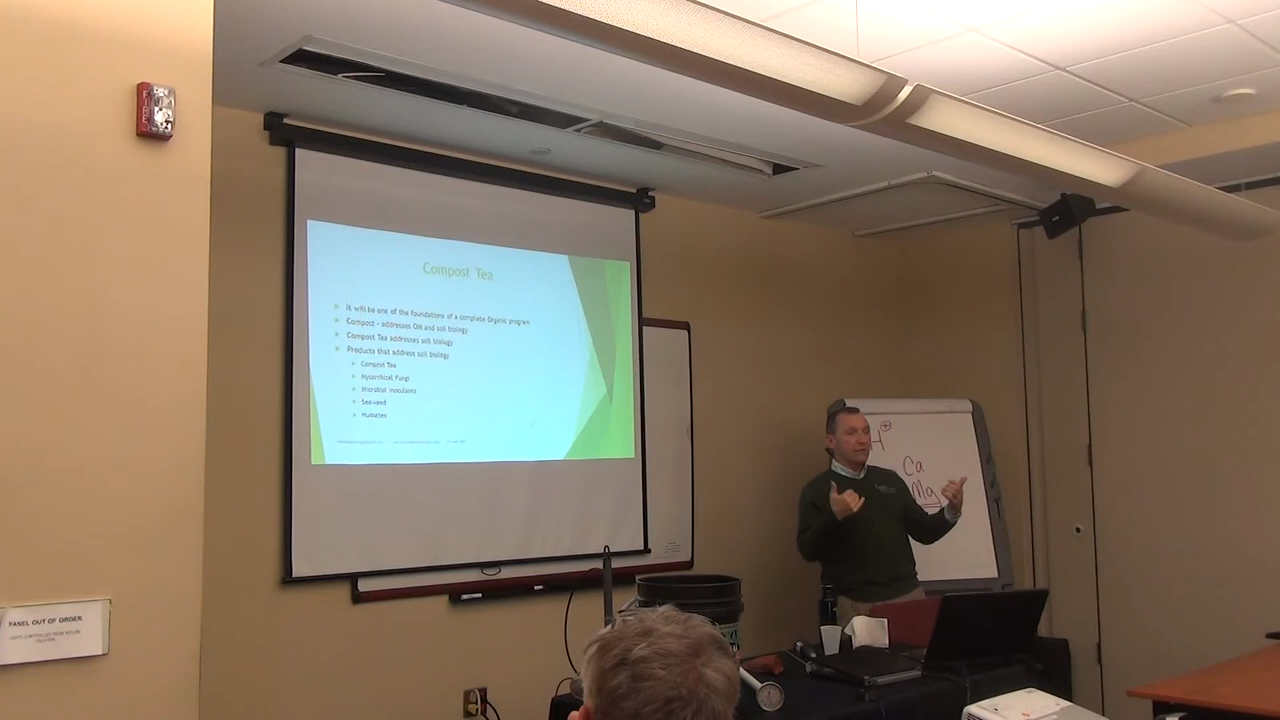 FIRE
Compost Tea
It will be one of the foundations of a complete Organic program
Compost - addresses OM and soil biology
Compost Tea addresses soil biology
Products that address soil biology
Compost Tea
Mycorrhizal Fungi
Microbial Inoculants
Seaweed
Humates
H+
Ca
Mg
PANEL OUT OF ORDER